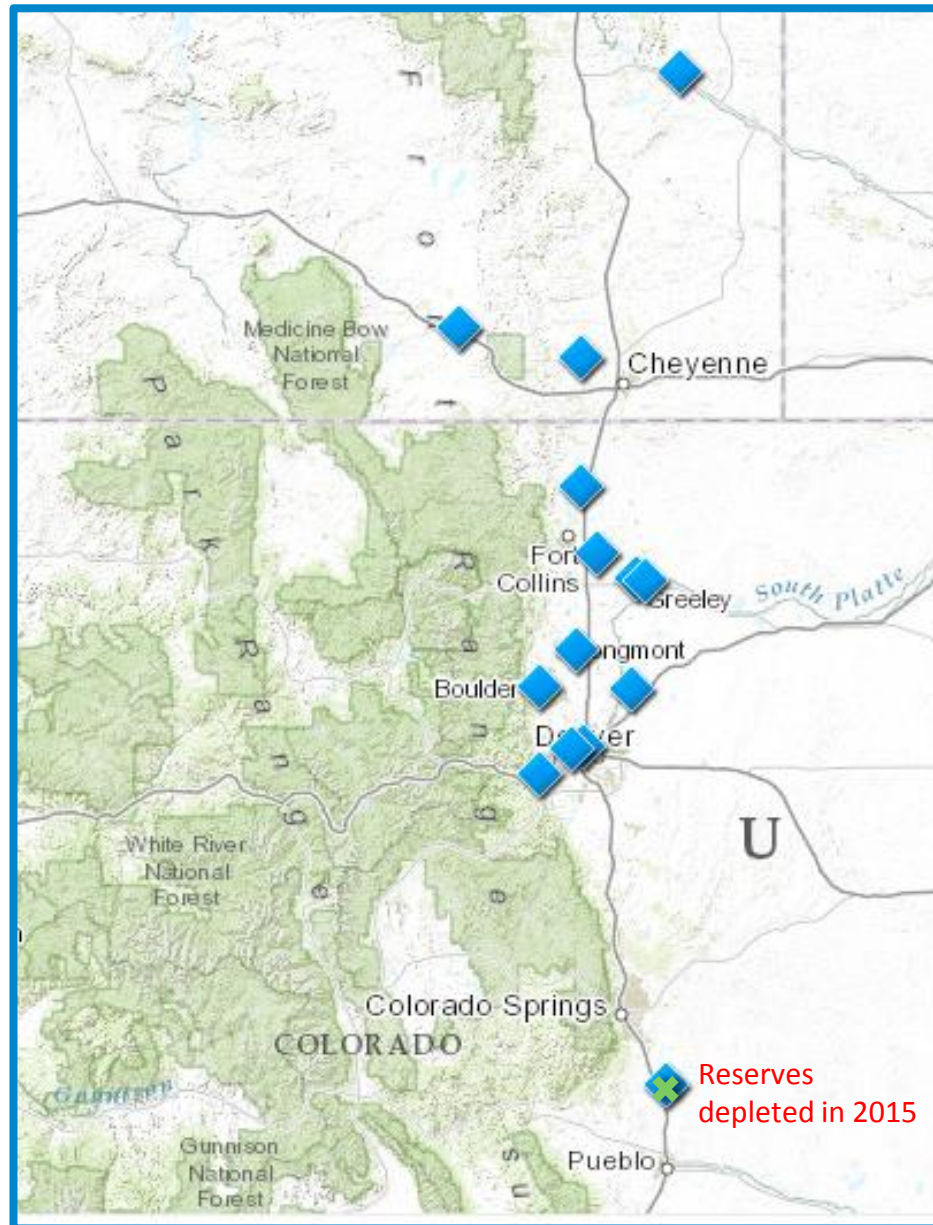 F
r
o
n
t
Medicine Bow
National
Forest
Cheyenne
P
a
r
k
R
a
n
g
e
R
a
n
g
e
Fort
Collins
Greeley
South Platte
Longmont
Boulder
Denver
U
White River
National
Forest
Colorado Springs
COLORADO
Reserves
depleted in 2015
Gunnison
Gunnison
National
Forest
Pueblo
s
u